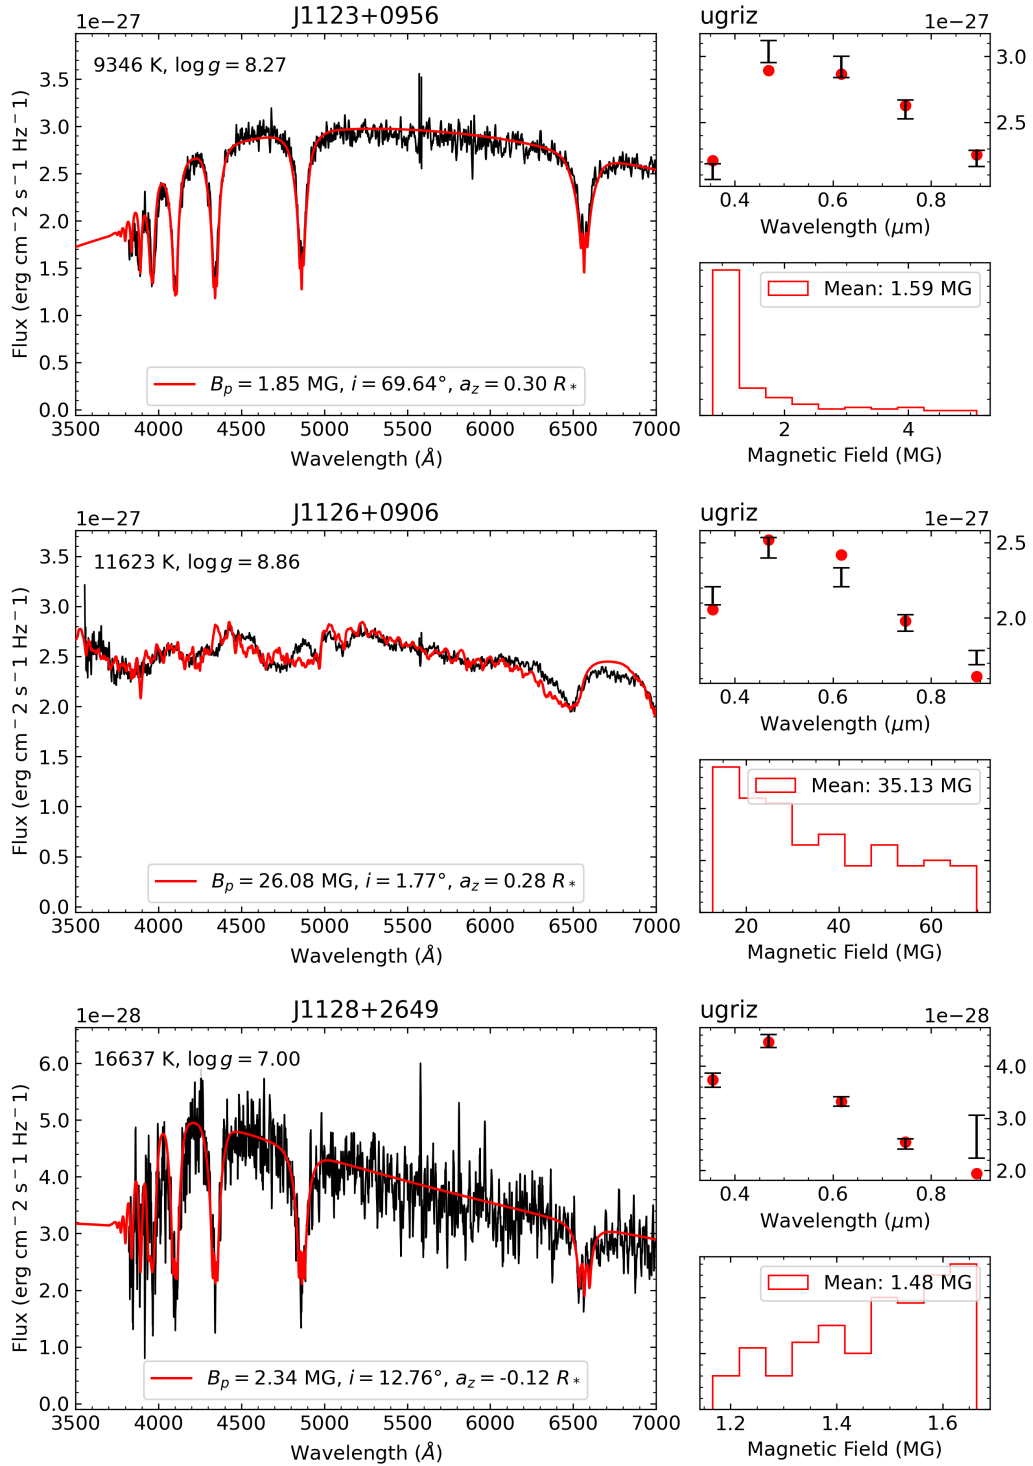 1e−27
J1123+0956
ugriz
1e−27
9346 K, log g = 8.27
Flux (erg cm−2 s−1 Hz−1)
3.5
3.0
2.5
2.0
1.5
1.0
0.5
0.0
B_p = 1.85 MG, i = 69.64°, a_z = 0.30 R_*
3500 4000 4500 5000 5500 6000 6500 7000
Wavelength (Å)
3.0
2.5
0.4 0.6 0.8
Wavelength (μm)
Mean: 1.59 MG
2 4
Magnetic Field (MG)
1e−27
J1126+0906
ugriz
1e−27
11623 K, log g = 8.86
Flux (erg cm−2 s−1 Hz−1)
3.5
3.0
2.5
2.0
1.5
1.0
0.5
0.0
B_p = 26.08 MG, i = 1.77°, a_z = 0.28 R_*
3500 4000 4500 5000 5500 6000 6500 7000
Wavelength (Å)
2.5
2.0
0.4 0.6 0.8
Wavelength (μm)
Mean: 35.13 MG
20 40 60
Magnetic Field (MG)
1e−28
J1128+2649
ugriz
1e−28
16637 K, log g = 7.00
Flux (erg cm−2 s−1 Hz−1)
6.0
5.0
4.0
3.0
2.0
1.0
0.0
B_p = 2.34 MG, i = 12.76°, a_z = -0.12 R_*
3500 4000 4500 5000 5500 6000 6500 7000
Wavelength (Å)
4.0
3.0
2.0
0.4 0.6 0.8
Wavelength (μm)
Mean: 1.48 MG
1.2 1.4 1.6
Magnetic Field (MG)